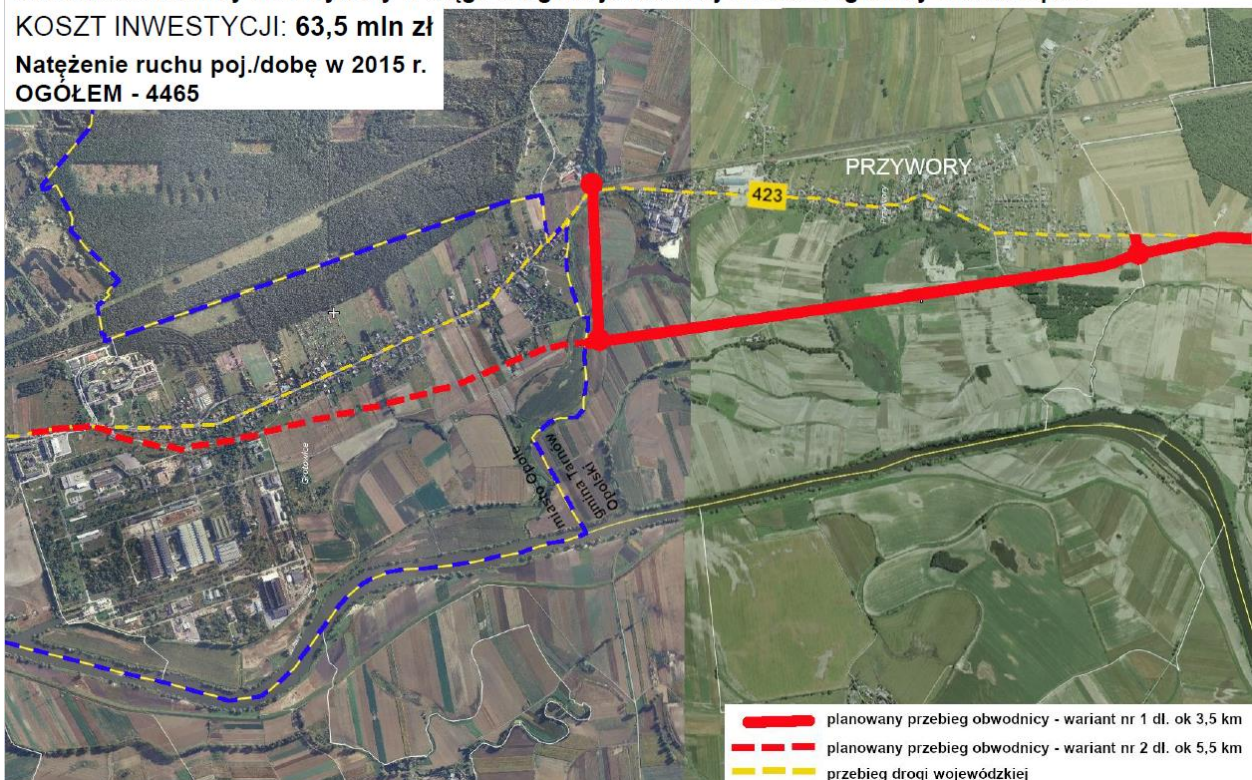 KOSZT INWESTYCJI: 63,5 mln zł
Natężenie ruchu poj./dobę w 2015 r.
OGÓŁEM - 4465
PRZYWORY
423
Grotowice
miasto Opole
gmina Tarnów
Opolski
planowany przebieg obwodnicy - wariant nr 1 dł. ok 3,5 km
planowany przebieg obwodnicy - wariant nr 2 dł. ok 5,5 km
przebieg drogi wojewódzkiej